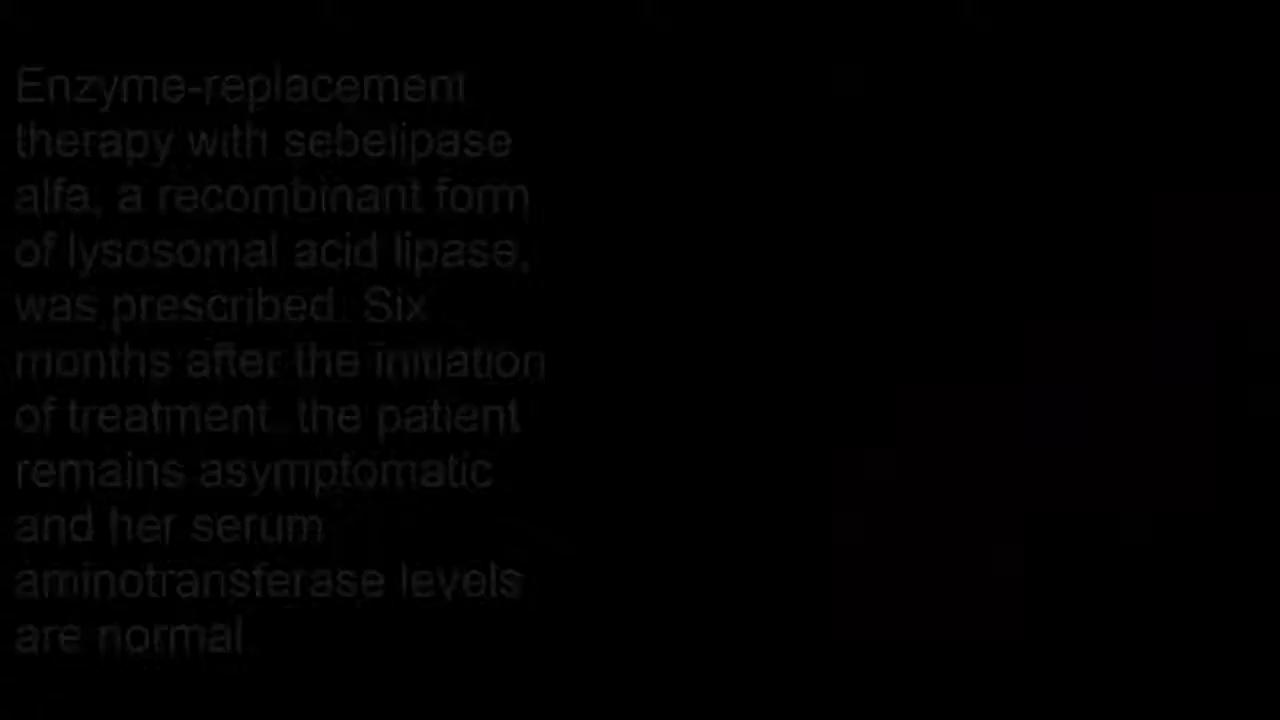 Enzyme-replacement
therapy with sebelipase
alfa, a recombinant form
of lysosomal acid lipase,
was prescribed. Six
months after the initiation
of treatment, the patient
remains asymptomatic
and her serum
aminotransferase levels
are normal.